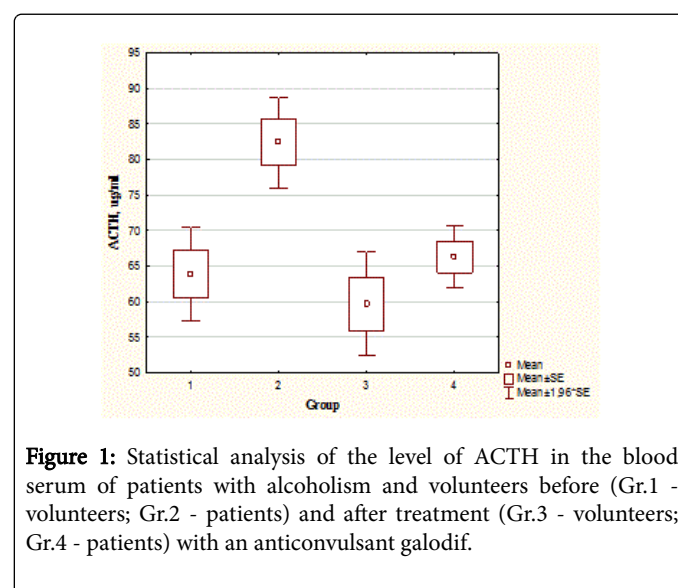 95
90
85
80
75
70
65
60
55
50
ACTH, ug/ml
1 2 3 4
Group
Mean
Mean±SE
Mean±1,96*SE
Figure 1: Statistical analysis of the level of ACTH in the blood
serum of patients with alcoholism and volunteers before (Gr.1 -
volunteers; Gr.2 - patients) and after treatment (Gr.3 - volunteers;
Gr.4 - patients) with an anticonvulsant galodif.